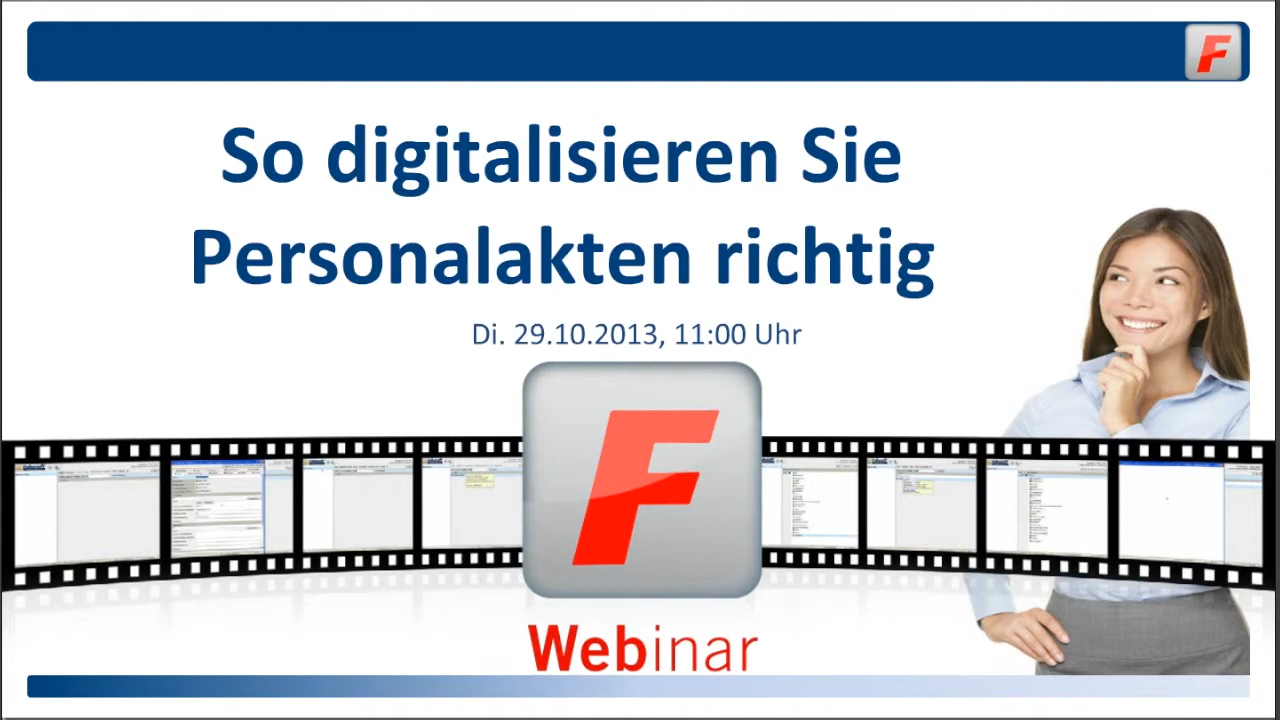 F
So digitalisieren Sie
Personalakten richtig
Di. 29.10.2013, 11:00 Uhr
F
Webinar